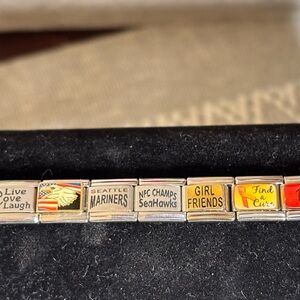 Live
Love
Laugh
SEATTLE
MARINERS
NFC CHAMPS
SeaHawks
GIRL
FRIENDS
Find
a
Cure